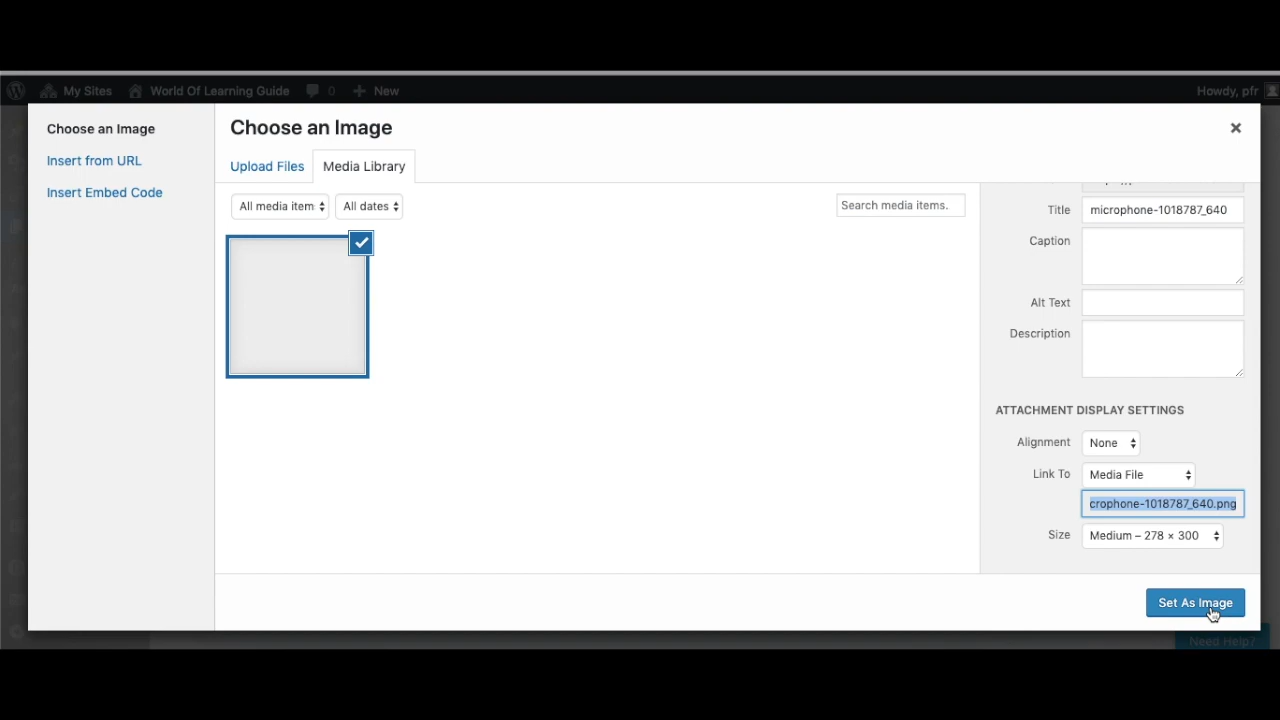 My Sites World Of Learning Guide 0 New Howdy, pfr
Choose an Image
Insert from URL
Insert Embed Code
Choose an Image
Upload Files Media Library
All media item All dates Search media items.
Title microphone-1018787_640
Caption
Alt Text
Description
ATTACHMENT DISPLAY SETTINGS
Alignment None
Link To Media File
crophone-1018787_640.png
Size Medium – 278 × 300
Set As Image
Need Help?